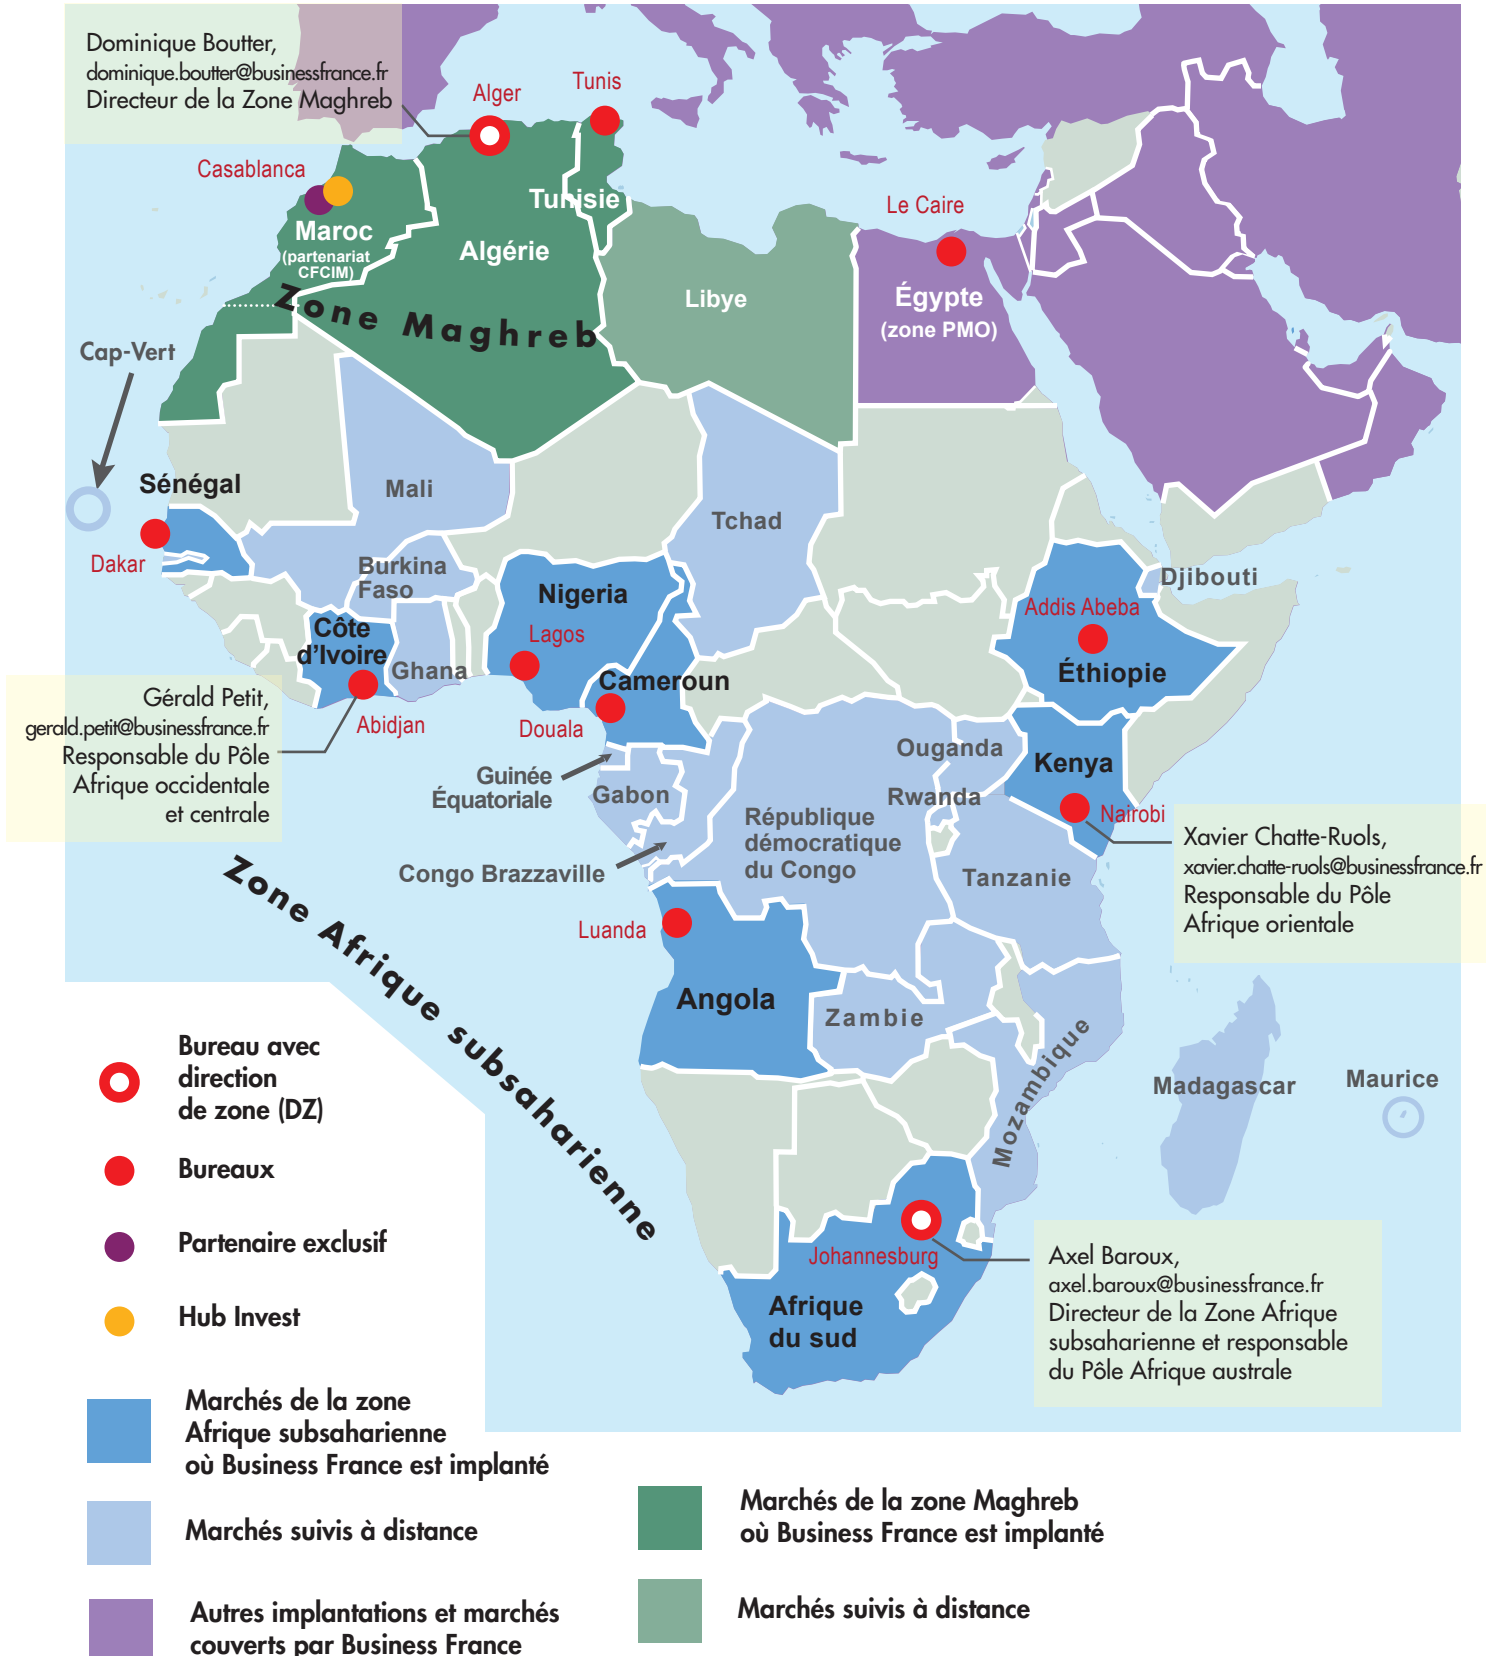 Dominique Boutter,
dominique.boutter@businessfrance.fr
Directeur de la Zone Maghreb
Alger
Tunis
Casablanca
Le Caire
Tunisie
Maroc
(partenariat
CFCIM)
Algérie
Libye
Égypte
(zone PMO)
Zone Maghreb
Cap-Vert
Sénégal
Dakar
Mali
Tchad
Burkina
Faso
Nigeria
Lagos
Djibouti
Addis Abeba
Éthiopie
Côte
d'Ivoire
Ghana
Cameroun
Abidjan
Douala
Gérald Petit,
gerald.petit@businessfrance.fr
Responsable du Pôle
Afrique occidentale
et centrale
Guinée
Équatoriale
Gabon
Ouganda
Kenya
Rwanda
Nairobi
République
démocratique
du Congo
Congo Brazzaville
Tanzanie
Xavier Chatte-Ruols,
xavier.chatte-ruols@businessfrance.fr
Responsable du Pôle
Afrique orientale
Zone Afrique subsaharienne
Luanda
Angola
Zambie
Mozambique
Madagascar
Maurice
Johannesburg
Afrique
du sud
Axel Baroux,
axel.baroux@businessfrance.fr
Directeur de la Zone Afrique
subsaharienne et responsable
du Pôle Afrique australe
Bureau avec
direction
de zone (DZ)
Bureaux
Partenaire exclusif
Hub Invest
Marchés de la zone
Afrique subsaharienne
où Business France est implanté
Marchés suivis à distance
Autres implantations et marchés
couverts par Business France
Marchés de la zone Maghreb
où Business France est implanté
Marchés suivis à distance